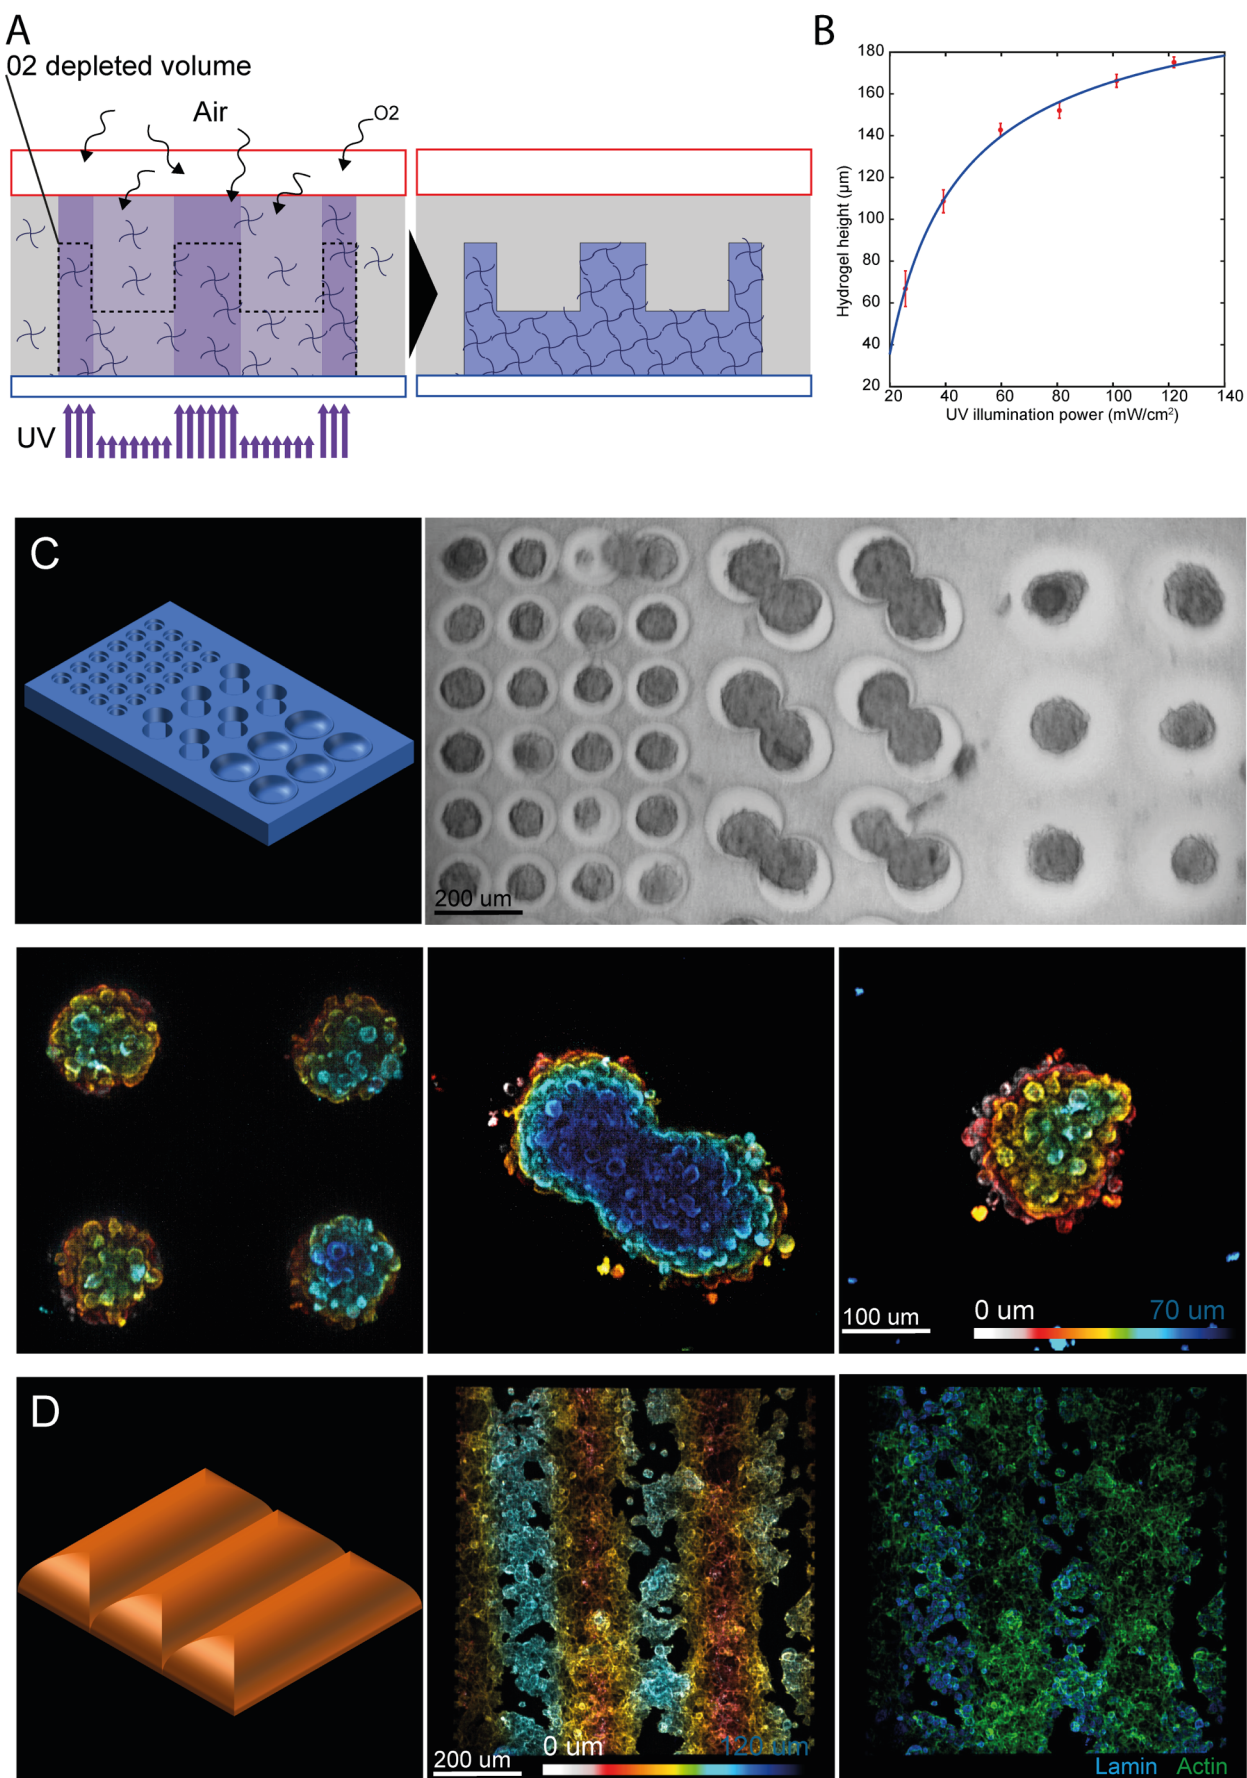 A
02 depleted volume
Air
O2
UV
B
180
160
140
120
100
80
60
40
20
Hydrogel height (µm)
20 40 60 80 100 120 140
UV illumination power (mW/cm²)
C
200 um
0 um 70 um
100 um
D
0 um 120 um
200 um
Lamin Actin